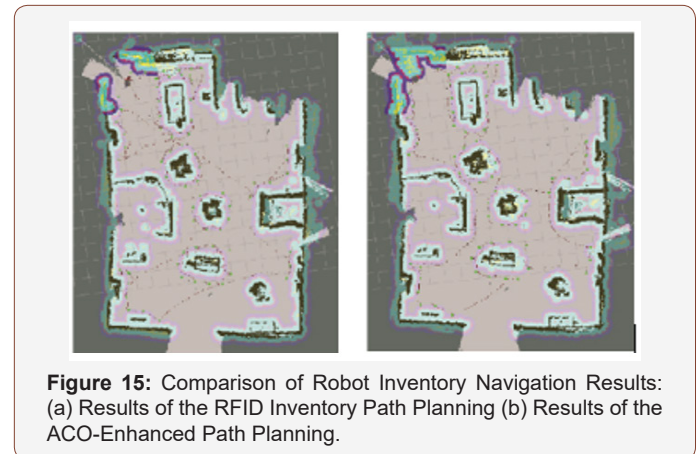 Figure 15: Comparison of Robot Inventory Navigation Results:
(a) Results of the RFID Inventory Path Planning (b) Results of the
ACO-Enhanced Path Planning.